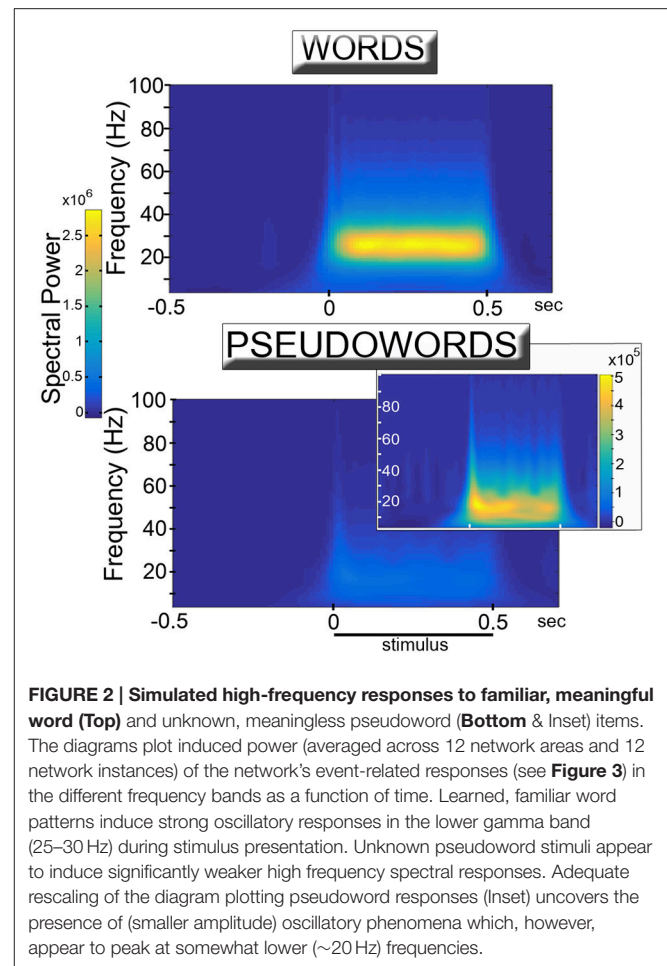 WORDS
100
80
60
40
20
Frequency (Hz)
x10⁶
2.5
2
1.5
1
0.5
0
Spectral Power
-0.5
0
0.5
sec
PSEUDOWORDS
100
80
60
40
20
Frequency (Hz)
-0.5
0
0.5
sec
stimulus
80
60
40
20
x10⁵
5
4
3
2
1
0
FIGURE 2 | Simulated high-frequency responses to familiar, meaningful
word (Top) and unknown, meaningless pseudoword (Bottom & Inset) items.
The diagrams plot induced power (averaged across 12 network areas and 12
network instances) of the network's event-related responses (see Figure 3) in
the different frequency bands as a function of time. Learned, familiar word
patterns induce strong oscillatory responses in the lower gamma band
(25–30 Hz) during stimulus presentation. Unknown pseudoword stimuli appear
to induce significantly weaker high frequency spectral responses. Adequate
rescaling of the diagram plotting pseudoword responses (Inset) uncovers the
presence of (smaller amplitude) oscillatory phenomena which, however,
appear to peak at somewhat lower (∼20 Hz) frequencies.